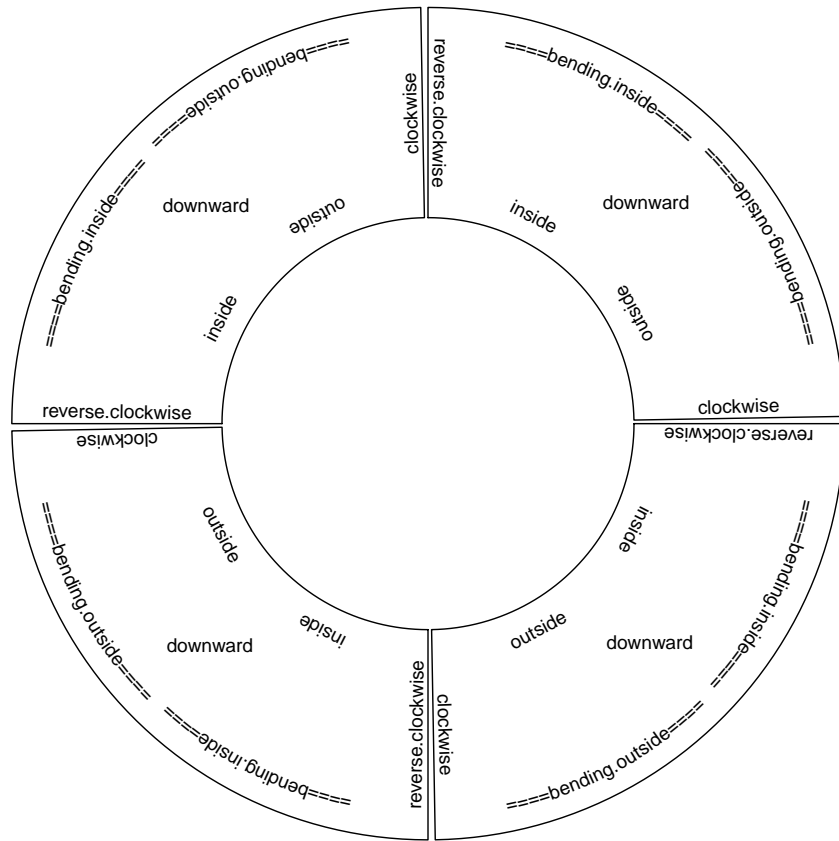 ====bending.outside====
clockwise
reverse.clockwise
====bending.inside====
====bending.inside====
downward
outside
inside
downward
====bending.outside====
inside
outside
reverse.clockwise
clockwise
clockwise
reverse.clockwise
====bending.outside====
outside
inside
====bending.inside====
downward
inside
outside
downward
====bending.inside====
reverse.clockwise
clockwise
====bending.outside====